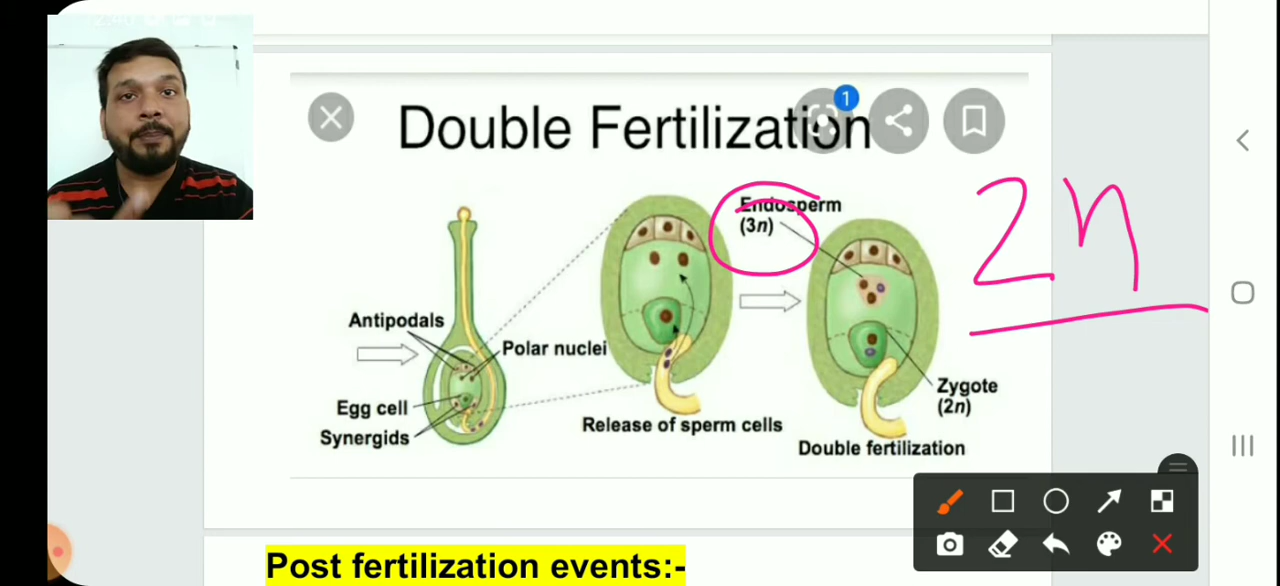 1
Double Fertilization
2n
Endosperm
(3n)
Antipodals
Polar nuclei
Egg cell
Synergids
Release of sperm cells
Zygote
(2n)
Double fertilization
Post fertilization events:-